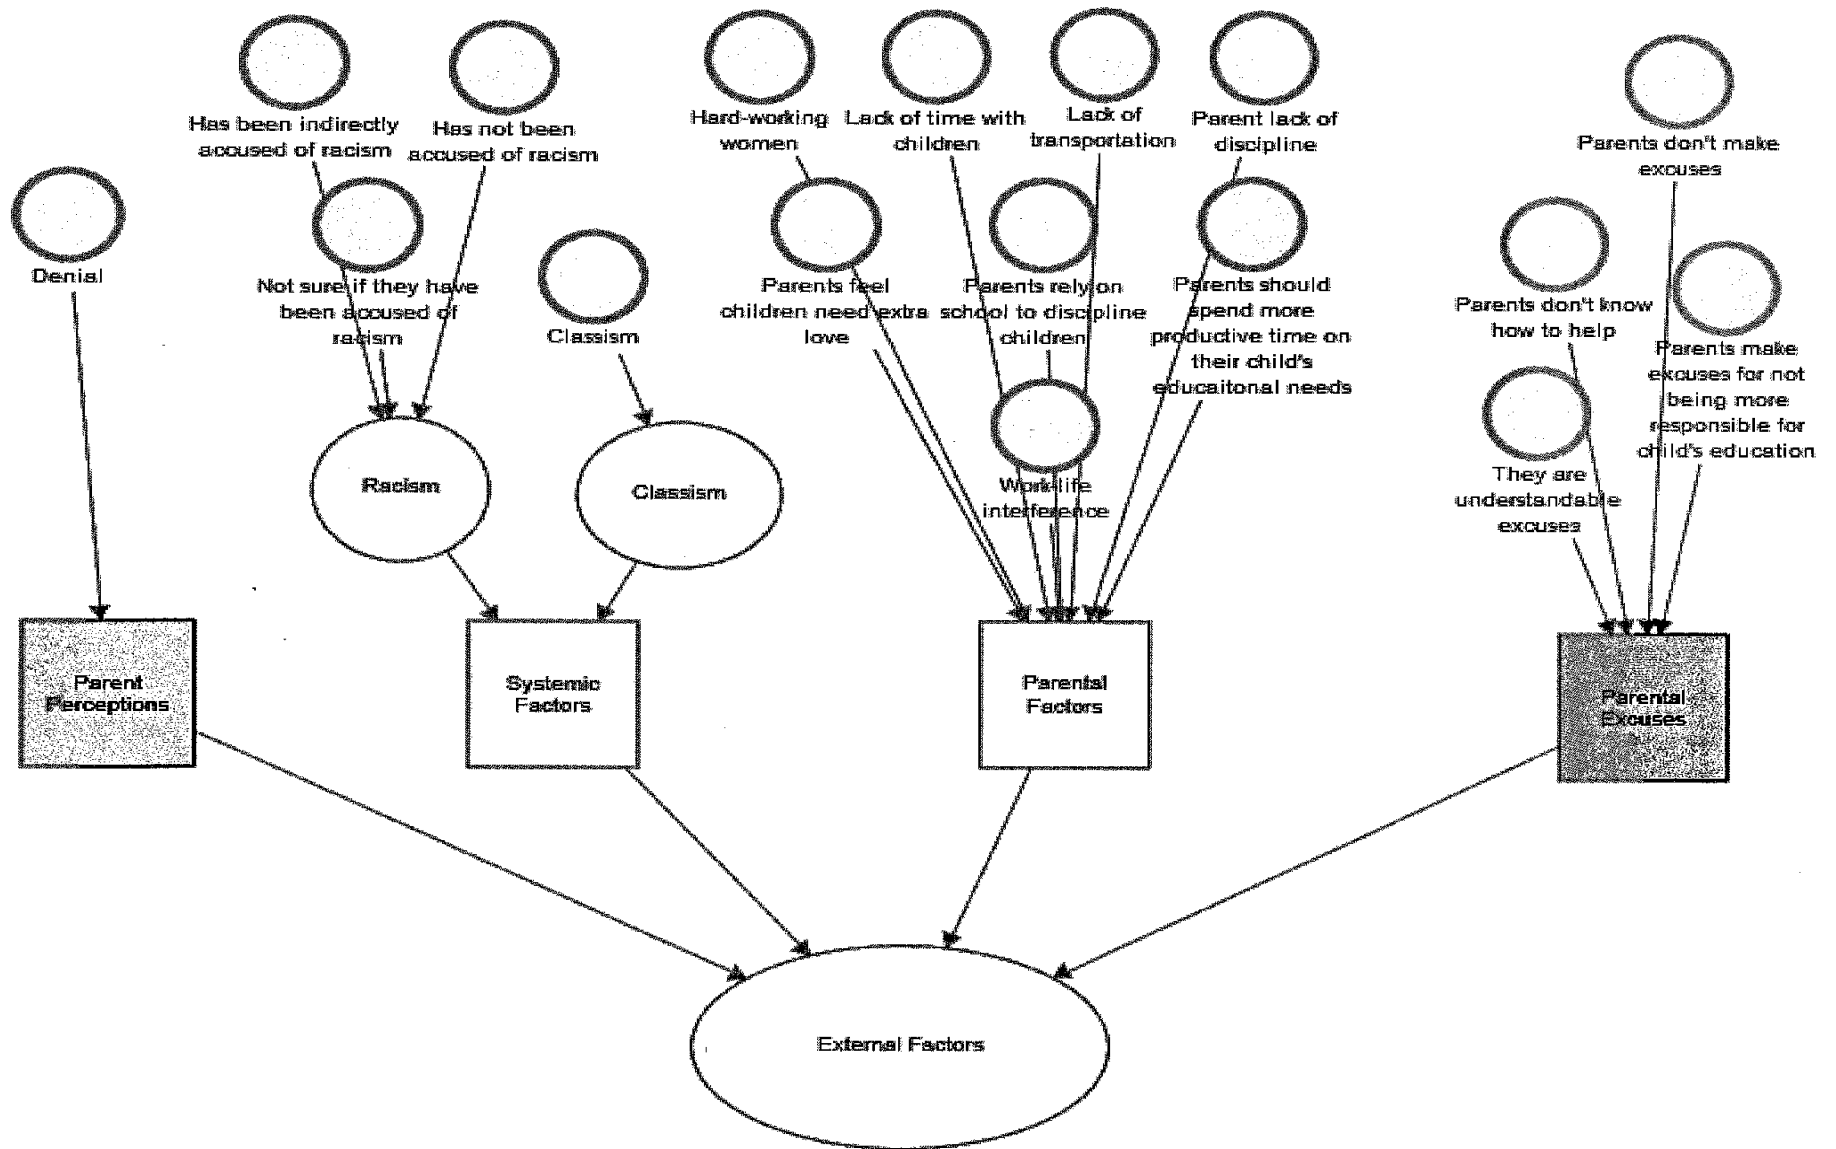 Has been indirectly
accused of racism
Has not been
accused of racism
Hard-working
women
Lack of time with
children
Lack of
transportation
Parent lack of
discipline
Parents don't make
excuses
Denial
Not sure if they have
been accused of
racism
Classism
Parents feel
children need extra
love
Parents rely on
school to discipline
children
Parents should
spend more
productive time on
their child's
educaitonal needs
Parents don't know
how to help
Parents make
excuses for not
being more
responsible for
child's education
They are
understandable
excuses
Work-life
interference
Racism
Classism
Parent
Perceptions
Systemic
Factors
Parental
Factors
Parental
Excuses
External Factors